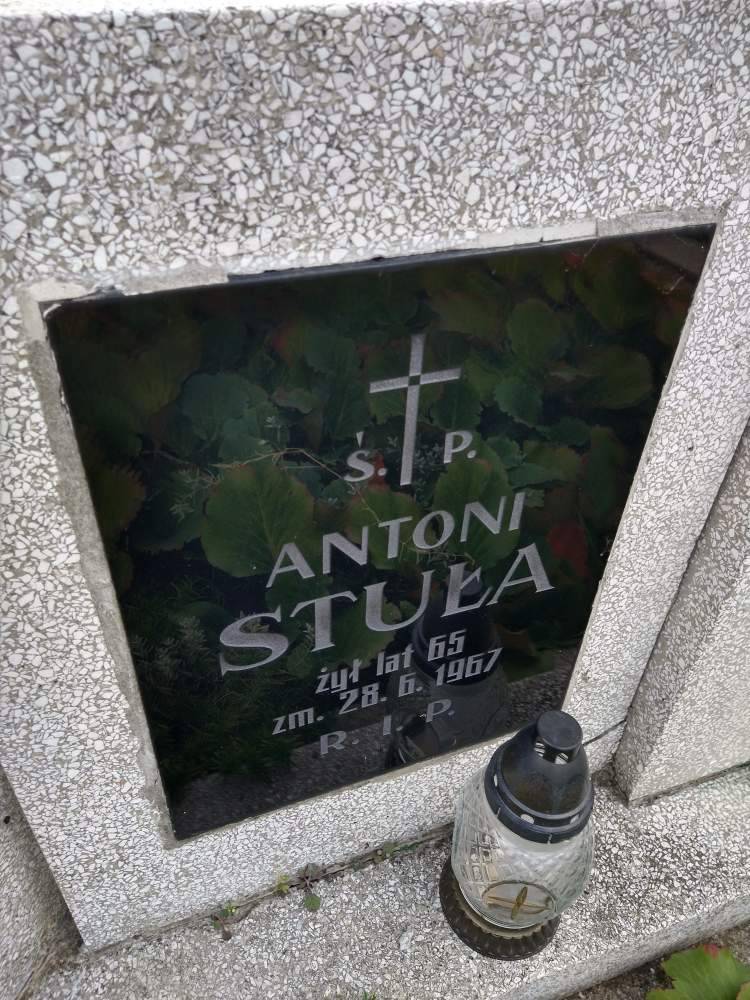 Ś. P.
ANTONI
STUŁA
żył lat 65
zm. 28. 6. 1967
R. I. P.